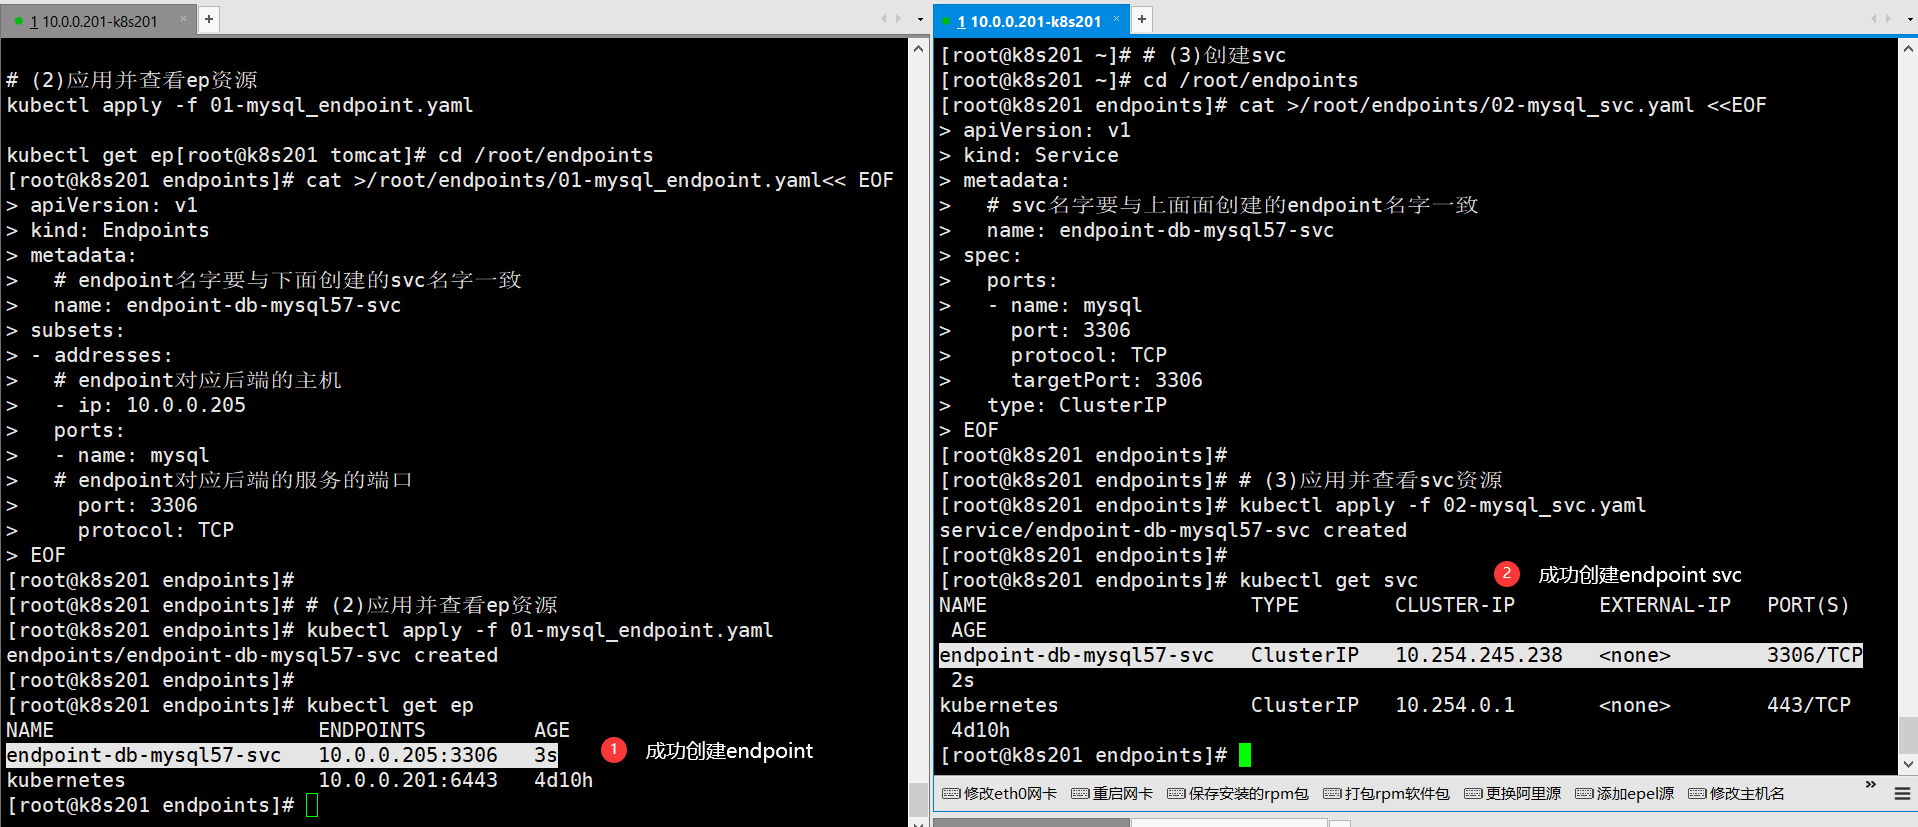 1 10.0.0.201-k8s201 × +
# (2)应用并查看ep资源
kubectl apply -f 01-mysql_endpoint.yaml
kubectl get ep[root@k8s201 tomcat]# cd /root/endpoints
[root@k8s201 endpoints]# cat >/root/endpoints/01-mysql_endpoint.yaml<< EOF
> apiVersion: v1
> kind: Endpoints
> metadata:
>   # endpoint名字要与下面创建的svc名字一致
>   name: endpoint-db-mysql57-svc
> subsets:
> - addresses:
>   # endpoint对应后端的主机
>   - ip: 10.0.0.205
>   ports:
>   - name: mysql
>   # endpoint对应后端的服务的端口
>     port: 3306
>     protocol: TCP
> EOF
[root@k8s201 endpoints]#
[root@k8s201 endpoints]# # (2)应用并查看ep资源
[root@k8s201 endpoints]# kubectl apply -f 01-mysql_endpoint.yaml
endpoints/endpoint-db-mysql57-svc created
[root@k8s201 endpoints]#
[root@k8s201 endpoints]# kubectl get ep
NAME                      ENDPOINTS         AGE
endpoint-db-mysql57-svc   10.0.0.205:3306   3s
1 成功创建endpoint
kubernetes                10.0.0.201:6443   4d10h
[root@k8s201 endpoints]#
1 10.0.0.201-k8s201 × +
[root@k8s201 ~]# # (3)创建svc
[root@k8s201 ~]# cd /root/endpoints
[root@k8s201 endpoints]# cat >/root/endpoints/02-mysql_svc.yaml <<EOF
> apiVersion: v1
> kind: Service
> metadata:
>   # svc名字要与上面面创建的endpoint名字一致
>   name: endpoint-db-mysql57-svc
> spec:
>   ports:
>   - name: mysql
>     port: 3306
>     protocol: TCP
>     targetPort: 3306
>   type: ClusterIP
> EOF
[root@k8s201 endpoints]#
[root@k8s201 endpoints]# # (3)应用并查看svc资源
[root@k8s201 endpoints]# kubectl apply -f 02-mysql_svc.yaml
service/endpoint-db-mysql57-svc created
[root@k8s201 endpoints]#
[root@k8s201 endpoints]# kubectl get svc
2 成功创建endpoint svc
NAME                      TYPE        CLUSTER-IP       EXTERNAL-IP   PORT(S)
 AGE
endpoint-db-mysql57-svc   ClusterIP   10.254.245.238   <none>        3306/TCP
 2s
kubernetes                ClusterIP   10.254.0.1       <none>        443/TCP
 4d10h
[root@k8s201 endpoints]#
修改eth0网卡 重启网卡 保存安装的rpm包 打包rpm软件包 更换阿里源 添加epel源 修改主机名 »